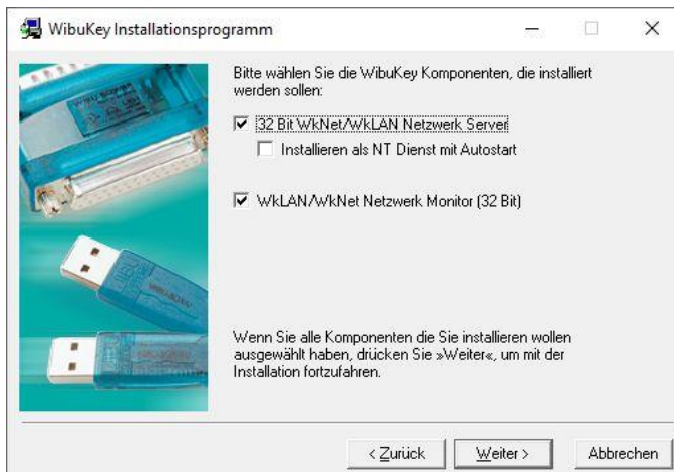 WibuKey Installationsprogramm
Bitte wählen Sie die WibuKey Komponenten, die installiert
werden sollen:
32 Bit WkNet/WkLAN Netzwerk Server
Installieren als NT Dienst mit Autostart
WkLAN/WkNet Netzwerk Monitor (32 Bit)
Wenn Sie alle Komponenten die Sie installieren wollen
ausgewählt haben, drücken Sie »Weiter«, um mit der
Installation fortzufahren.
< Zurück
Weiter >
Abbrechen